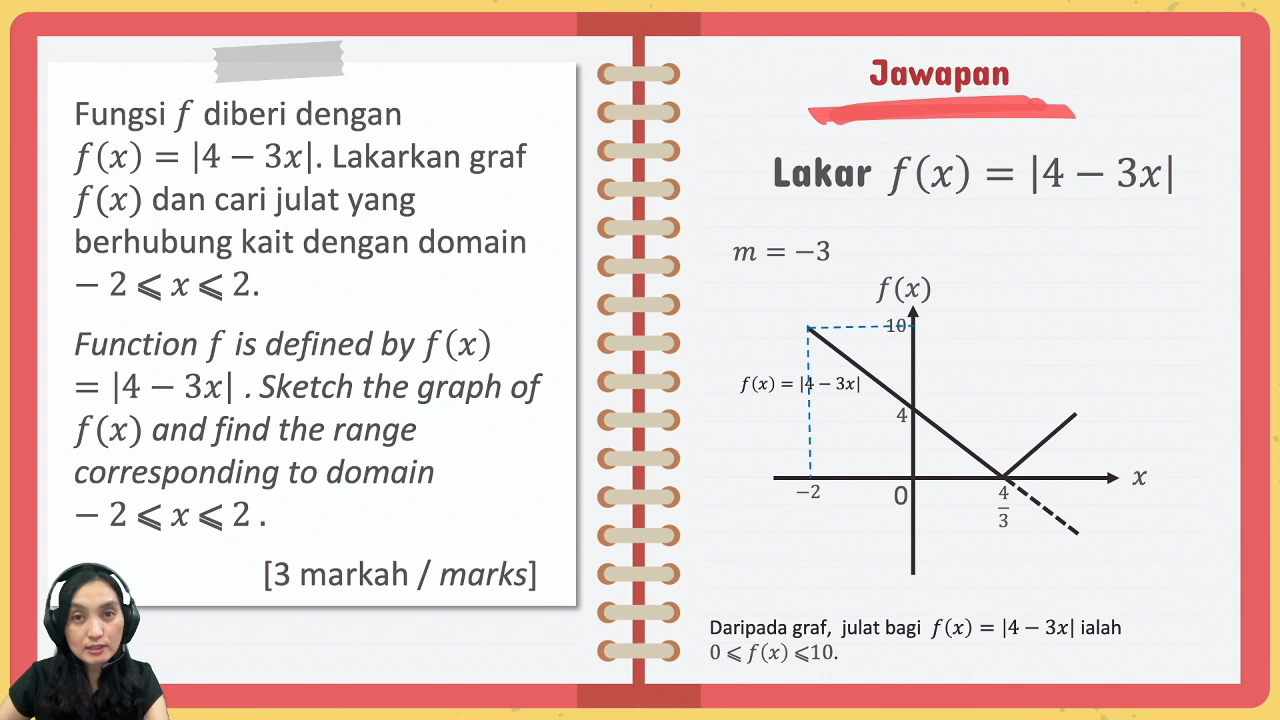 Fungsi f diberi dengan
f(x) = |4 − 3x|. Lakarkan graf
f(x) dan cari julat yang
berhubung kait dengan domain
− 2 ⩽ x ⩽ 2.
Function f is defined by f(x)
= |4 − 3x| . Sketch the graph of
f(x) and find the range
corresponding to domain
− 2 ⩽ x ⩽ 2 .
[3 markah / marks]
Jawapan
Lakar f(x) = |4 − 3x|
m = −3
f(x)
10
f(x) = |4 − 3x|
4
x
−2
0
4
3
Daripada graf, julat bagi f(x) = |4 − 3x| ialah
0 ⩽ f(x) ⩽10.